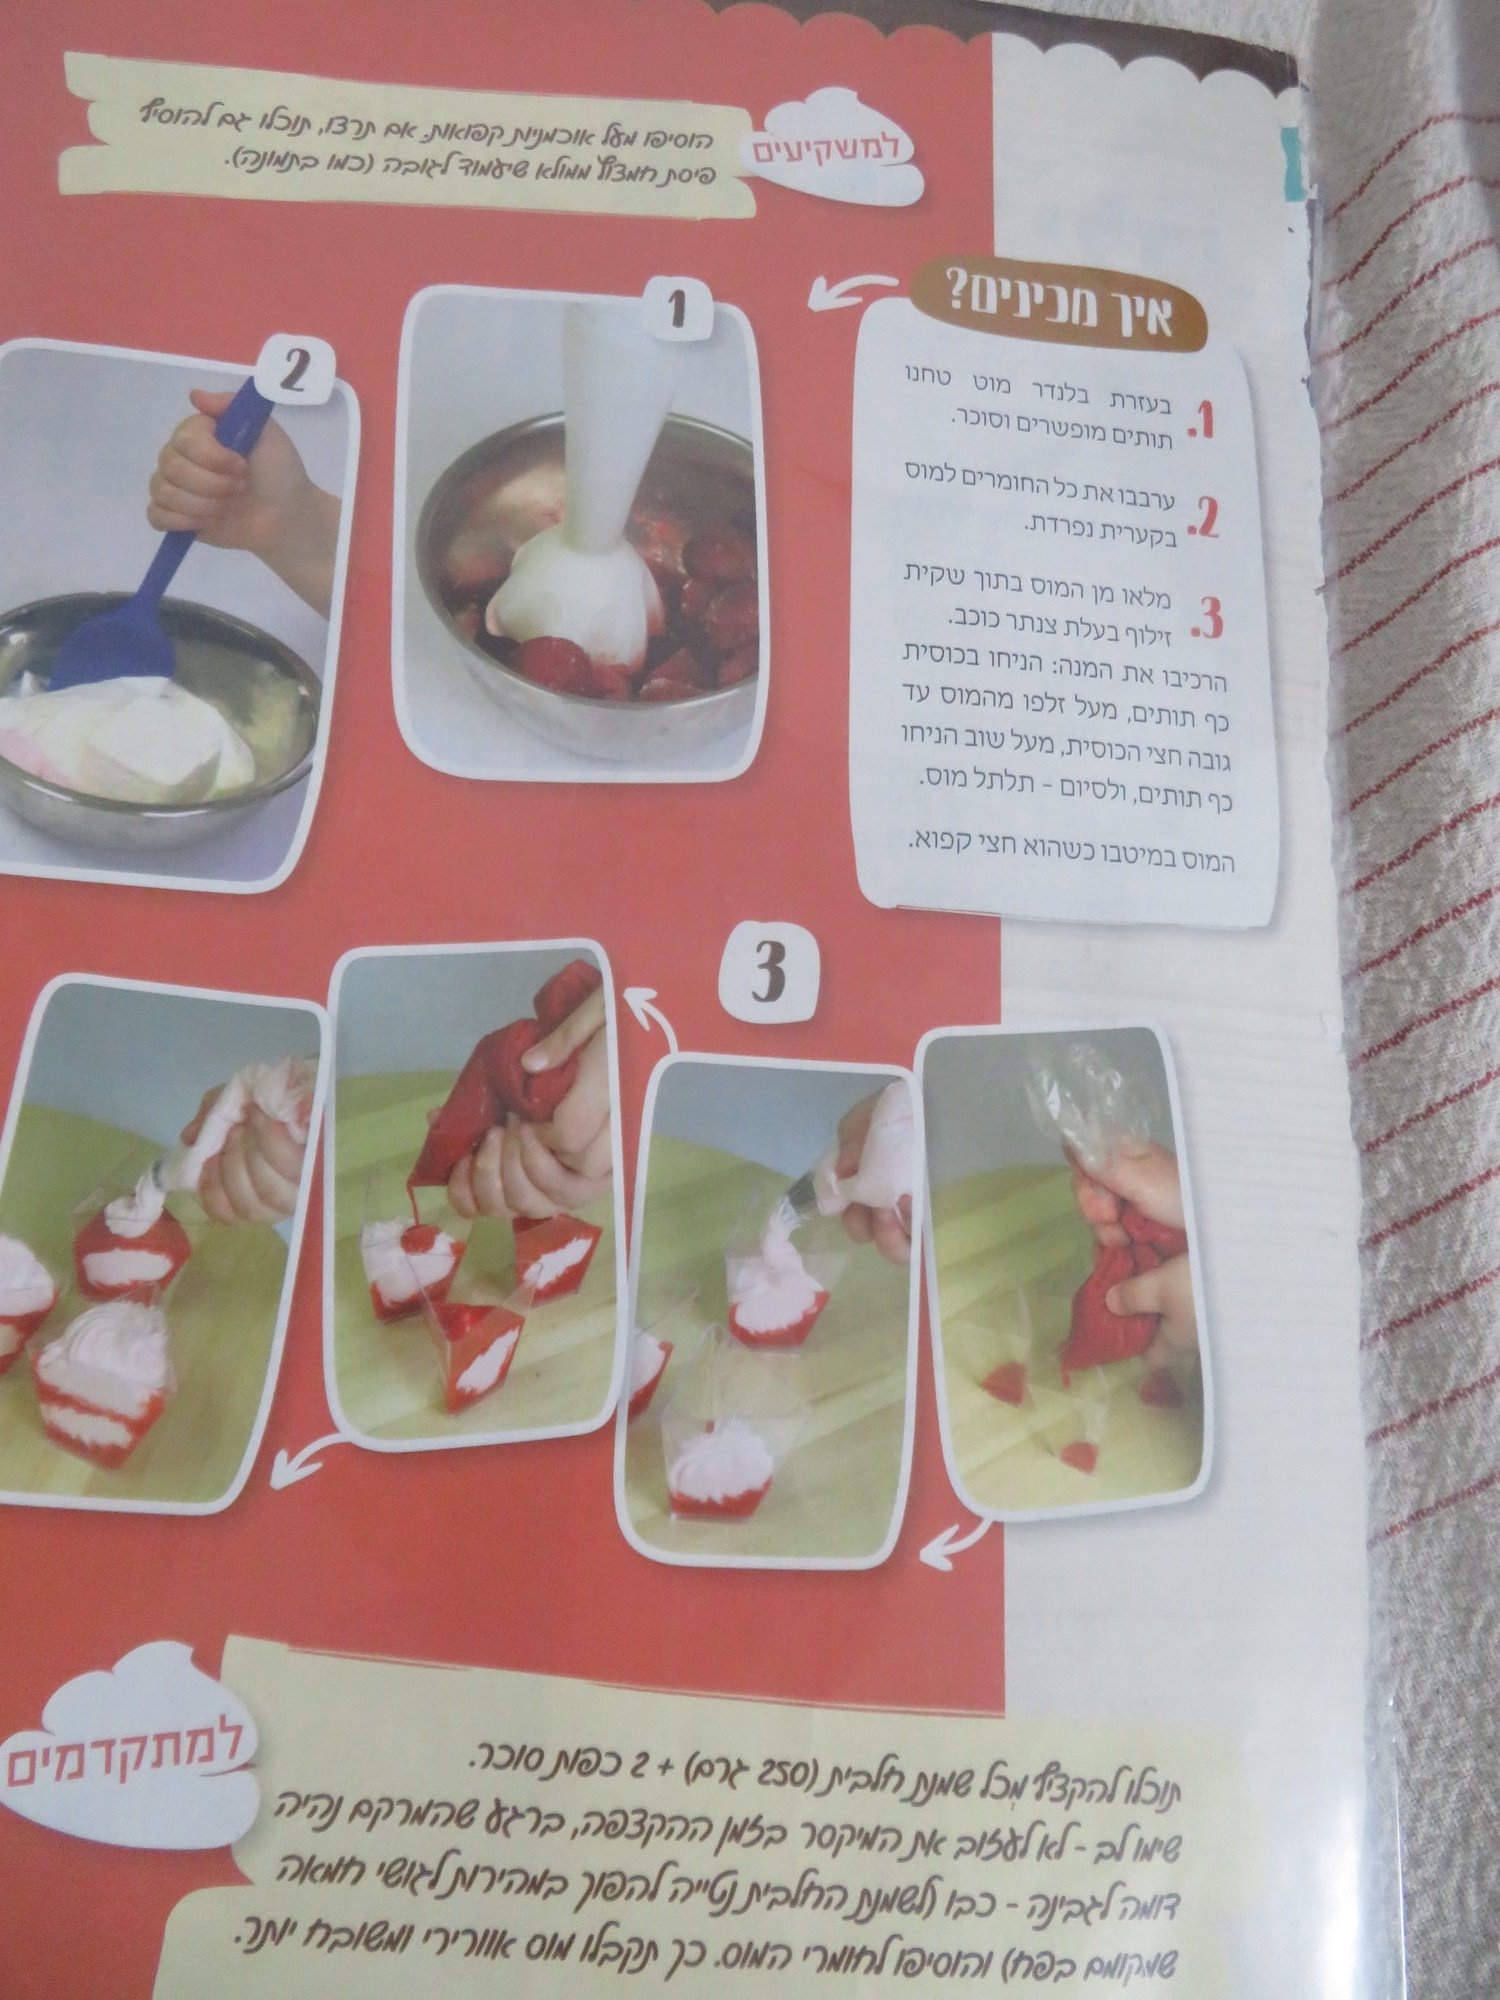 למשקיעים
הוסיפו מעל אוכמניות קפואות. אם תרצו, תוכלו גם להוסיף
פיסת חמצוץ ממולא שיעמוד לגובה (כמו בתמונה).
איך מכינים?
1. בעזרת בלנדר מוט טחנו
תותים מופשרים וסוכר.
2. ערבבו את כל החומרים למוס
בקערית נפרדת.
3. מלאו מן המוס בתוך שקית
זילוף בעלת צנתר כוכב.
הרכיבו את המנה: הניחו בכוסית
כף תותים, מעל זלפו מהמוס עד
גובה חצי הכוסית, מעל שוב הניחו
כף תותים, ולסיום - תלתל מוס.
המוס במיטבו כשהוא חצי קפוא.
1
2
3
למתקדמים
תוכלו להקציף מכל שמנת חלבית (250 גרם) + 2 כפות סוכר.
שימו לב - לא לעזוב את המיקסר בזמן ההקצפה, ברגע שהמרקם נהיה
דומה לגבינה - כבו (לשמנת החלבית נטייה להפוך במהירות לגושי חמאה
שמקומם בפח) והוסיפו לחומרי המוס. כך תקבלו מוס אוורירי ומשובח יותר.